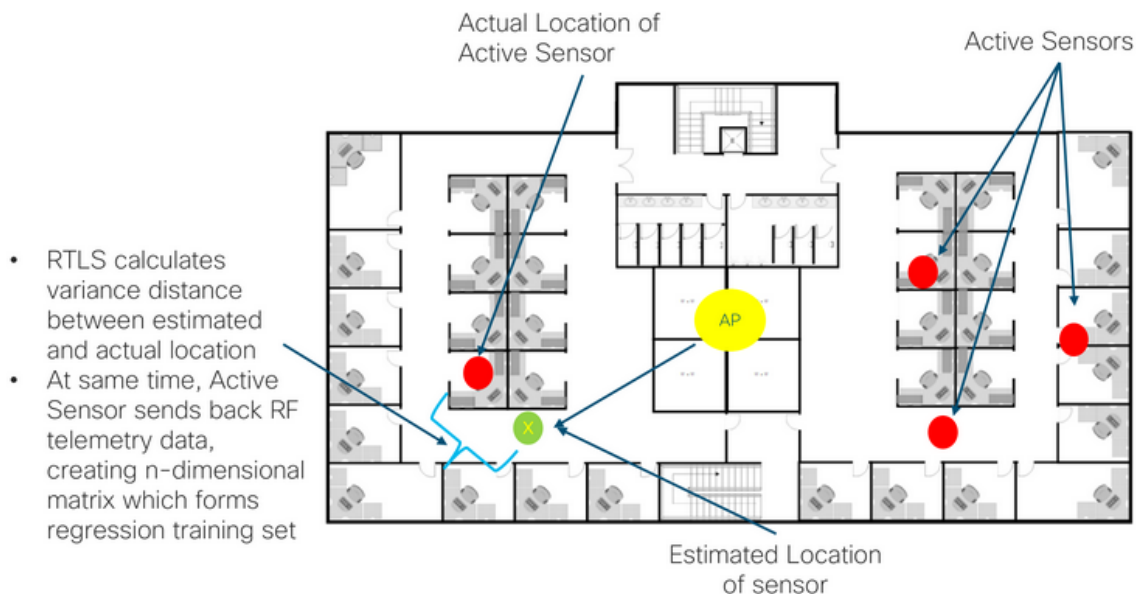 Actual Location of
Active Sensor
Active Sensors
• RTLS calculates
variance distance
between estimated
and actual location
• At same time, Active
Sensor sends back RF
telemetry data,
creating n-dimensional
matrix which forms
regression training set
AP
X
Estimated Location
of sensor